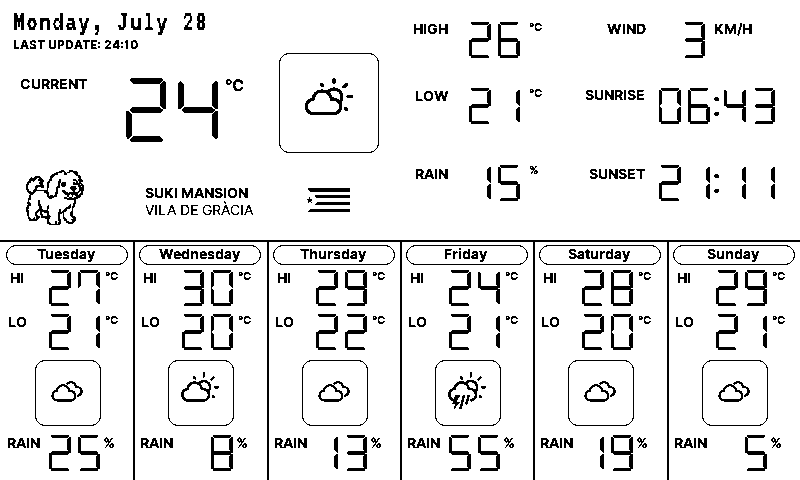 Monday, July 28
LAST UPDATE: 24:10
CURRENT 24 °C
SUKI MANSION
VILA DE GRÀCIA
HIGH 26 °C
LOW 21 °C
RAIN 15 %
WIND 3 KM/H
SUNRISE 06:43
SUNSET 21:11
Tuesday
HI 27 °C
LO 21 °C
RAIN 25 %
Wednesday
HI 30 °C
LO 20 °C
RAIN 8 %
Thursday
HI 29 °C
LO 22 °C
RAIN 13 %
Friday
HI 24 °C
LO 21 °C
RAIN 55 %
Saturday
HI 28 °C
LO 20 °C
RAIN 19 %
Sunday
HI 29 °C
LO 21 °C
RAIN 5 %